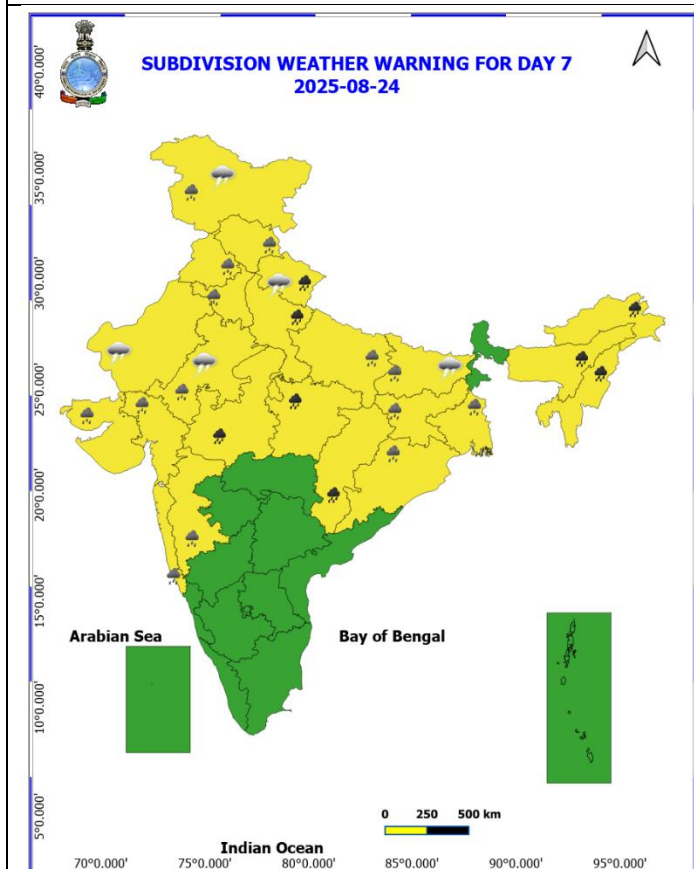 SUBDIVISION WEATHER WARNING FOR DAY 7
2025-08-24
40°0.000'
35°0.000'
30°0.000'
25°0.000'
20°0.000'
15°0.000'
10°0.000'
5°0.000'
Arabian Sea
Bay of Bengal
0 250 500 km
Indian Ocean
70°0.000' 75°0.000' 80°0.000' 85°0.000' 90°0.000' 95°0.000'